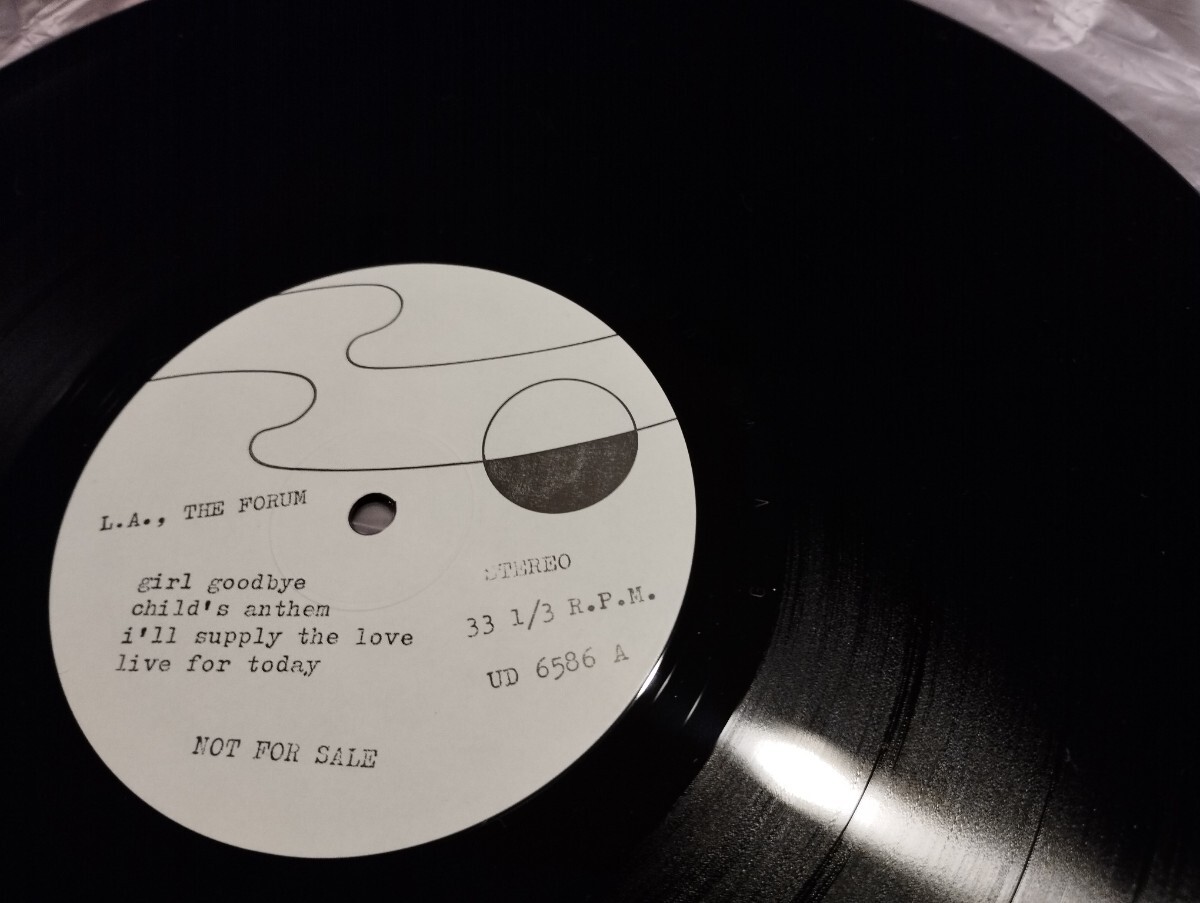 L.A., THE FORUM
girl goodbye
child's anthem
i'll supply the love
live for today
STEREO
33 1/3 R.P.M.
UD 6586 A
NOT FOR SALE